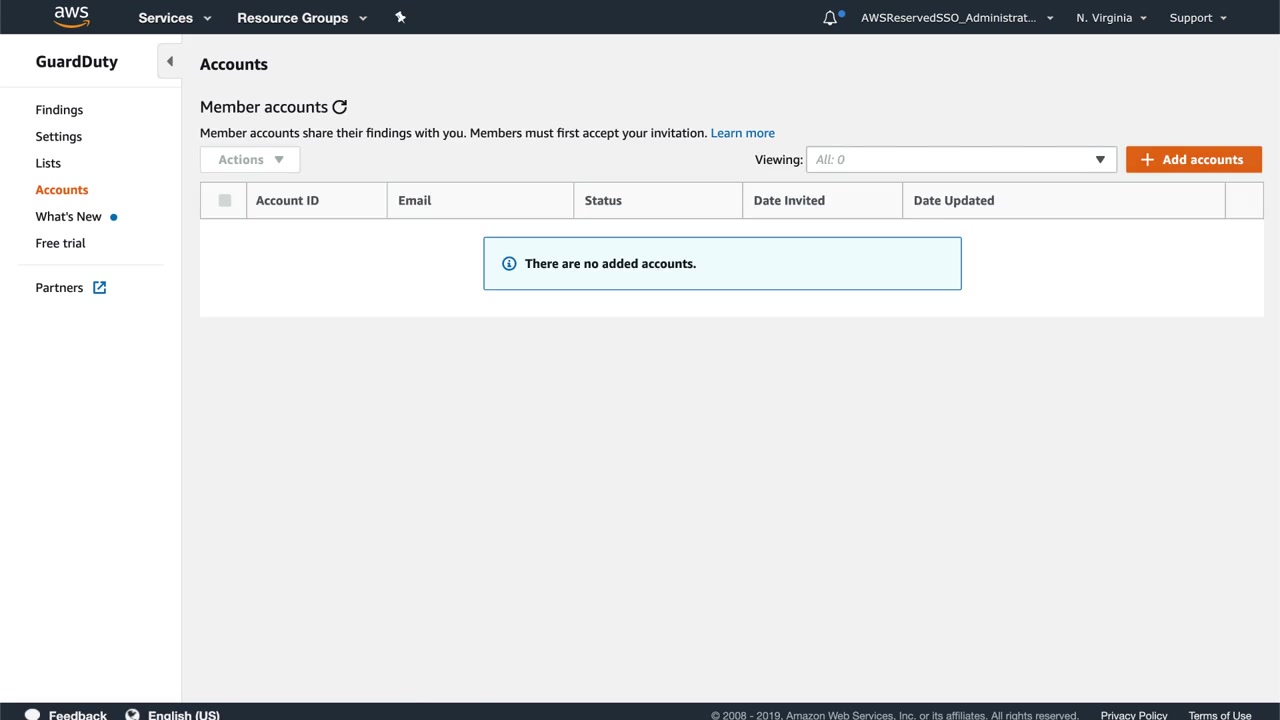 aws Services Resource Groups AWSReservedSSO_Administrat... N. Virginia Support
GuardDuty
Findings
Settings
Lists
Accounts
What's New
Free trial
Partners
Accounts
Member accounts
Member accounts share their findings with you. Members must first accept your invitation. Learn more
Actions Viewing: All: 0 Add accounts
Account ID Email Status Date Invited Date Updated
There are no added accounts.
Feedback English (US) © 2008 - 2019, Amazon Web Services, Inc. or its affiliates. All rights reserved. Privacy Policy Terms of Use